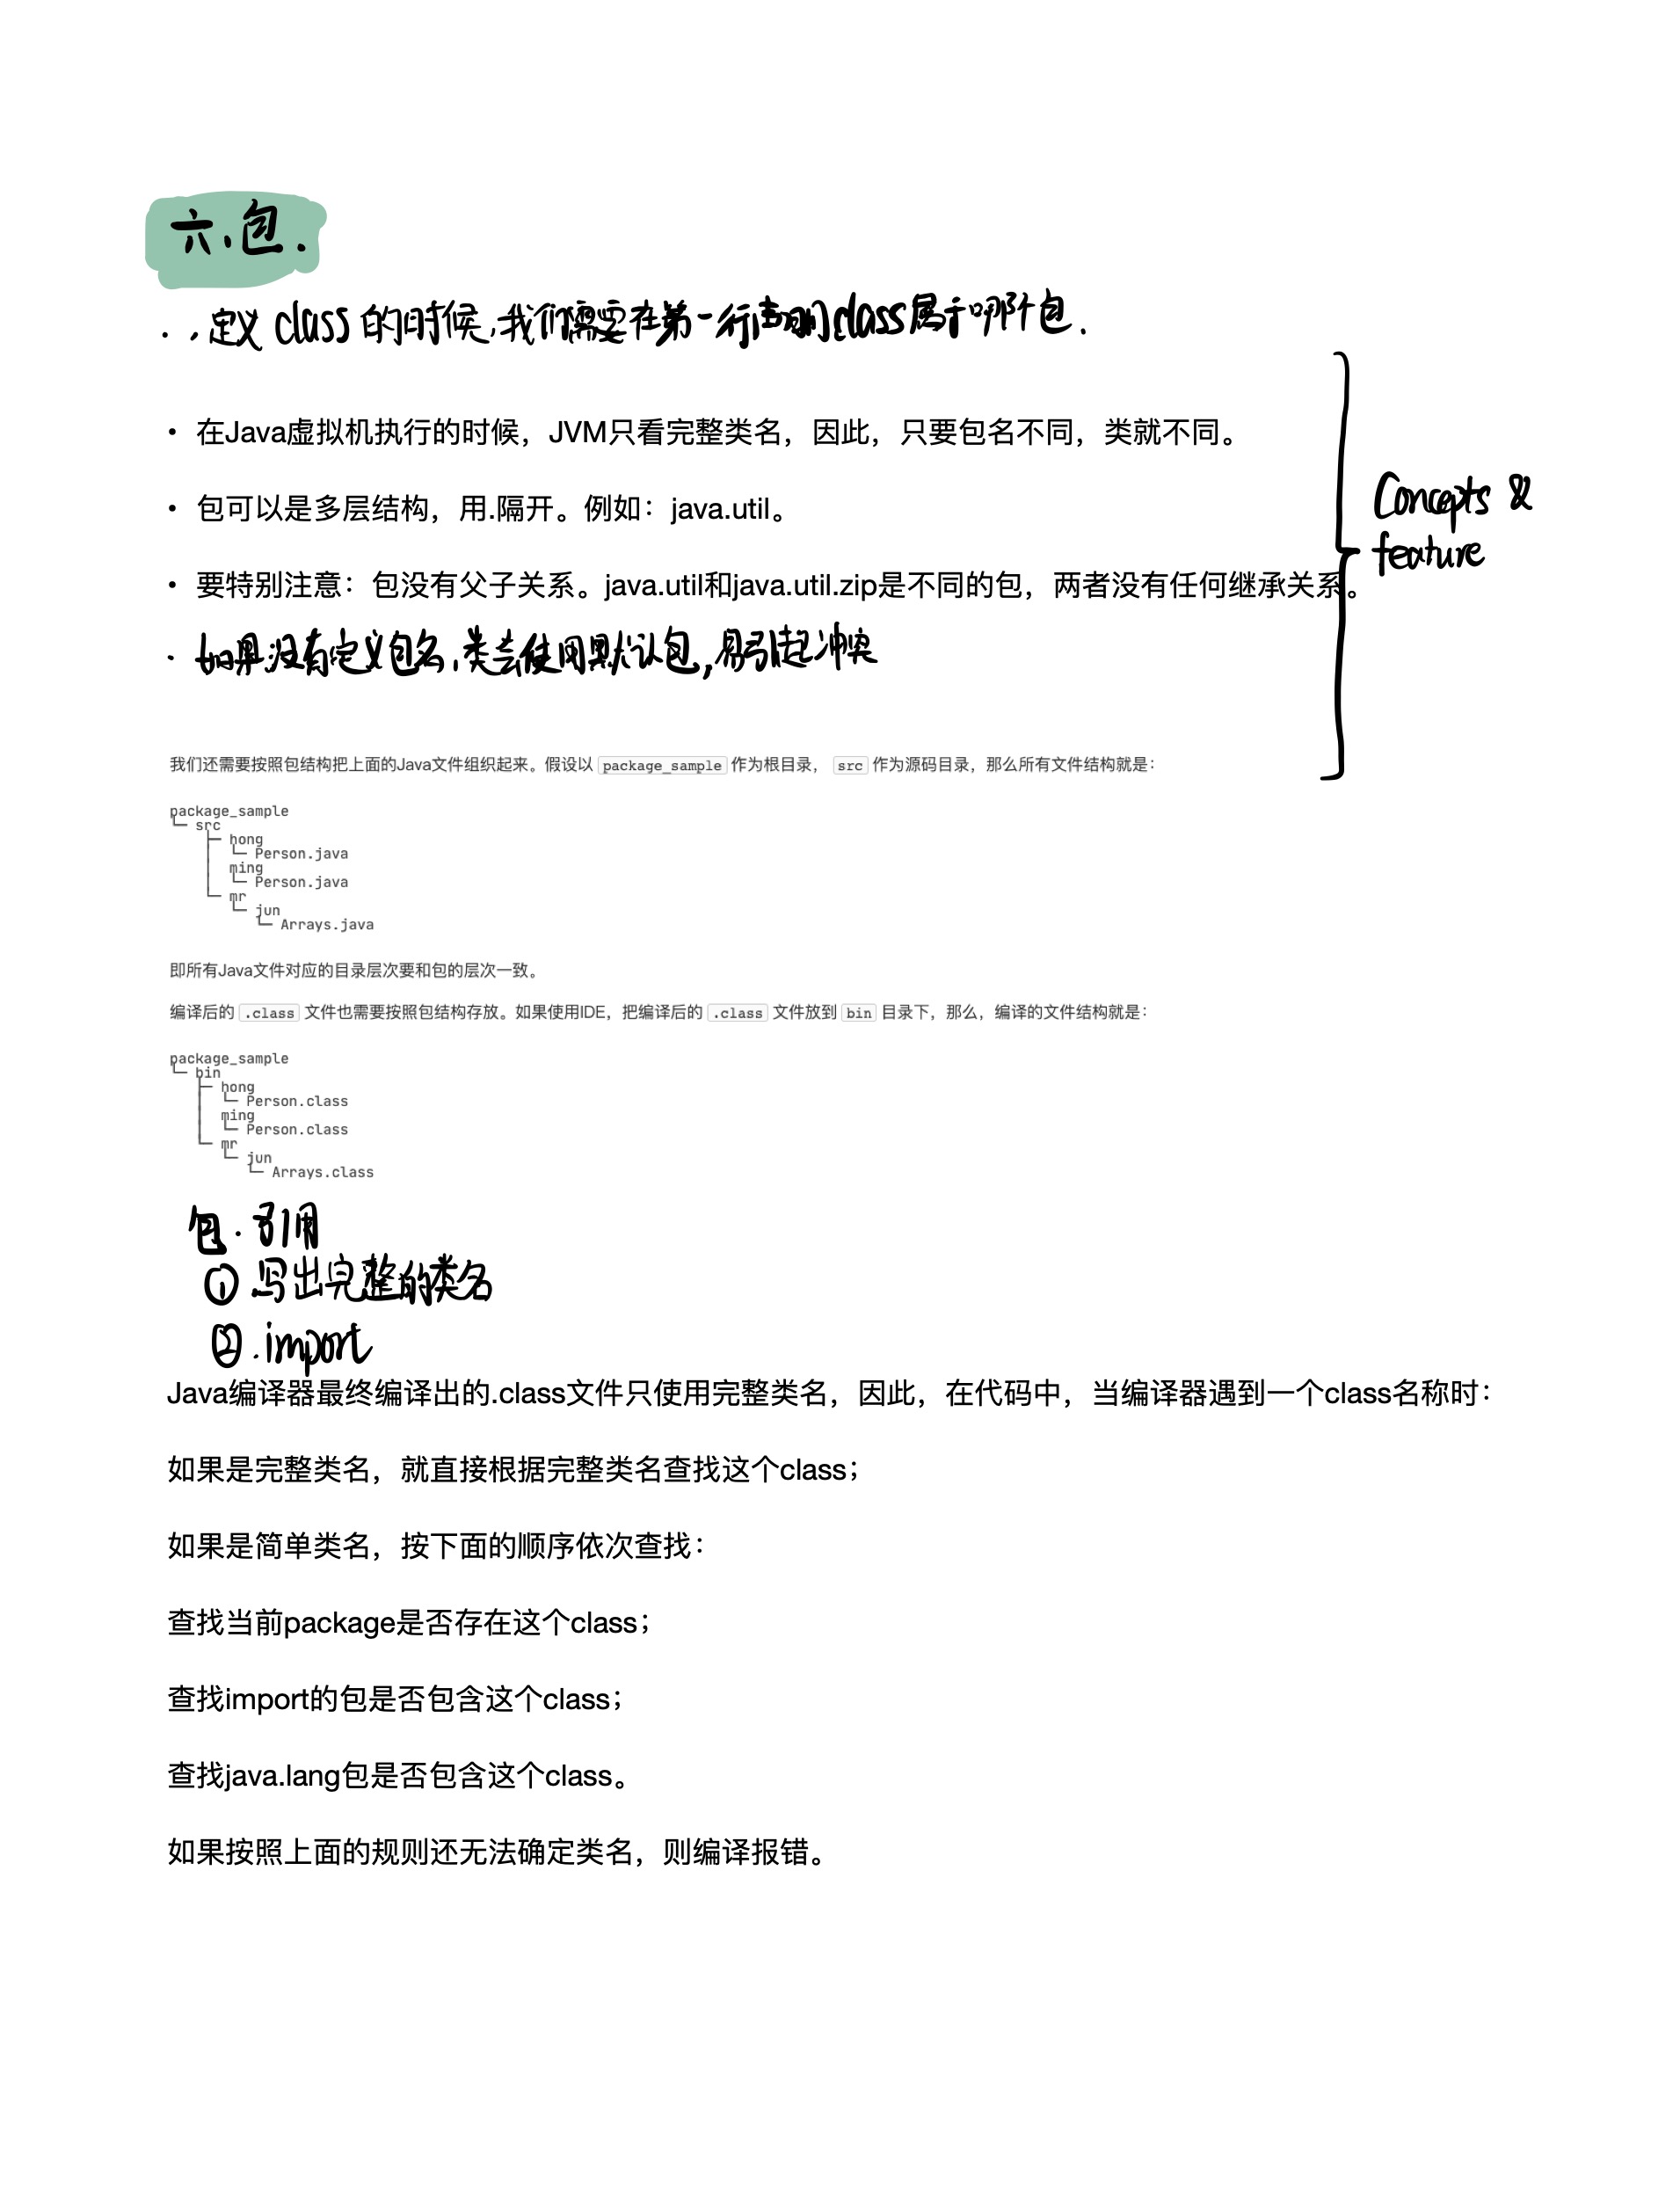 六、包.
定义 class 的时候,我们需要在第一行声明class属于哪个包.
• 在Java虚拟机执行的时候，JVM只看完整类名，因此，只要包名不同，类就不同。
• 包可以是多层结构，用.隔开。例如：java.util。
• 要特别注意：包没有父子关系。java.util和java.util.zip是不同的包，两者没有任何继承关系。
· 如果没有定义包名,类会使用默认包,易引起冲突
Concepts &
feature
我们还需要按照包结构把上面的Java文件组织起来。假设以 package_sample 作为根目录， src 作为源码目录，那么所有文件结构就是：
package_sample
└─ src
├─ hong
│ └─ Person.java
│ ming
│ └─ Person.java
└─ mr
└─ jun
└─ Arrays.java
即所有Java文件对应的目录层次要和包的层次一致。
编译后的 .class 文件也需要按照包结构存放。如果使用IDE，把编译后的 .class 文件放到 bin 目录下，那么，编译的文件结构就是：
package_sample
└─ bin
├─ hong
│ └─ Person.class
│ ming
│ └─ Person.class
└─ mr
└─ jun
└─ Arrays.class
包.引用
① 写出完整的类名
②.import
Java编译器最终编译出的.class文件只使用完整类名，因此，在代码中，当编译器遇到一个class名称时：
如果是完整类名，就直接根据完整类名查找这个class；
如果是简单类名，按下面的顺序依次查找：
查找当前package是否存在这个class；
查找import的包是否包含这个class；
查找java.lang包是否包含这个class。
如果按照上面的规则还无法确定类名，则编译报错。